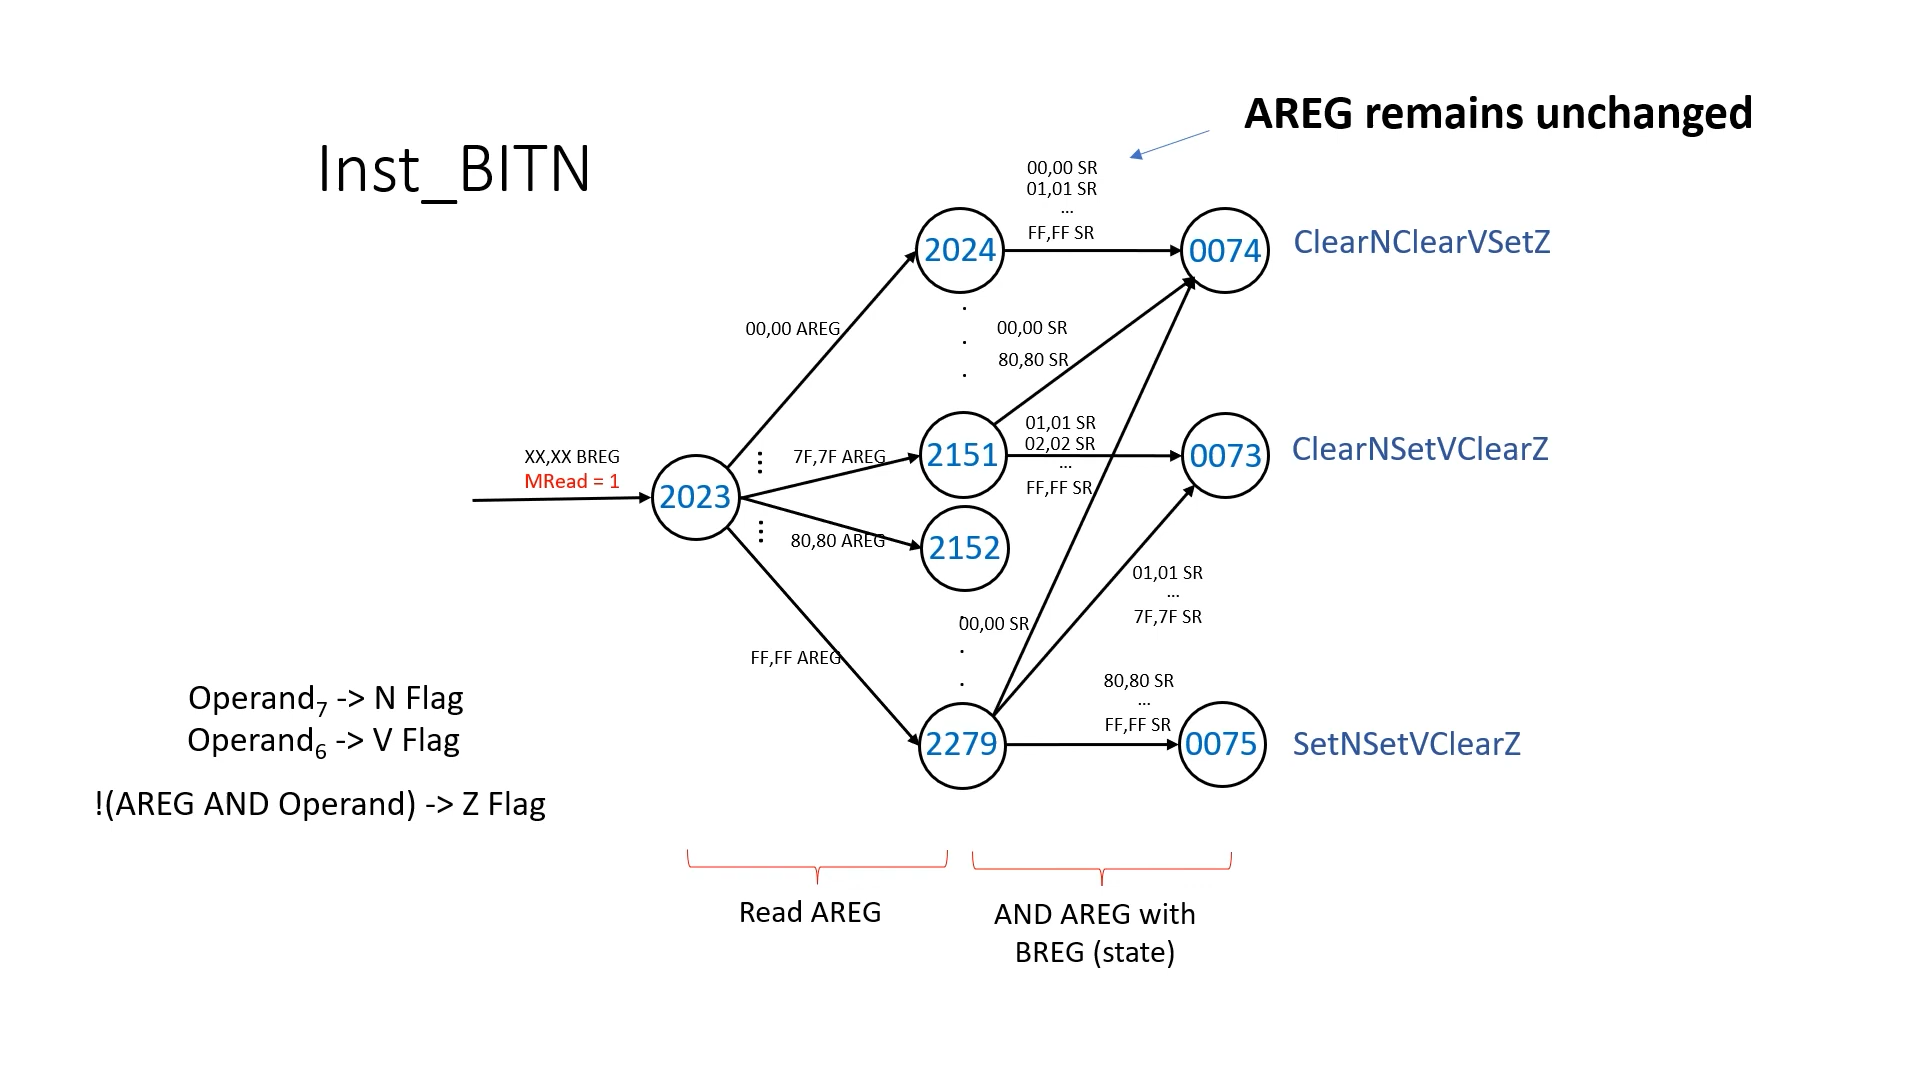 AREG remains unchanged
Inst_BITN
00,00 SR
01,01 SR
...
FF,FF SR
2024
0074
ClearNClearVSetZ
00,00 AREG
00,00 SR
80,80 SR
XX,XX BREG
MRead = 1
2023
7F,7F AREG
2151
01,01 SR
02,02 SR
...
FF,FF SR
0073
ClearNSetVClearZ
80,80 AREG
2152
01,01 SR
...
7F,7F SR
00,00 SR
FF,FF AREG
80,80 SR
...
FF,FF SR
2279
0075
SetNSetVClearZ
Operand7 -> N Flag
Operand6 -> V Flag
!(AREG AND Operand) -> Z Flag
Read AREG
AND AREG with
BREG (state)